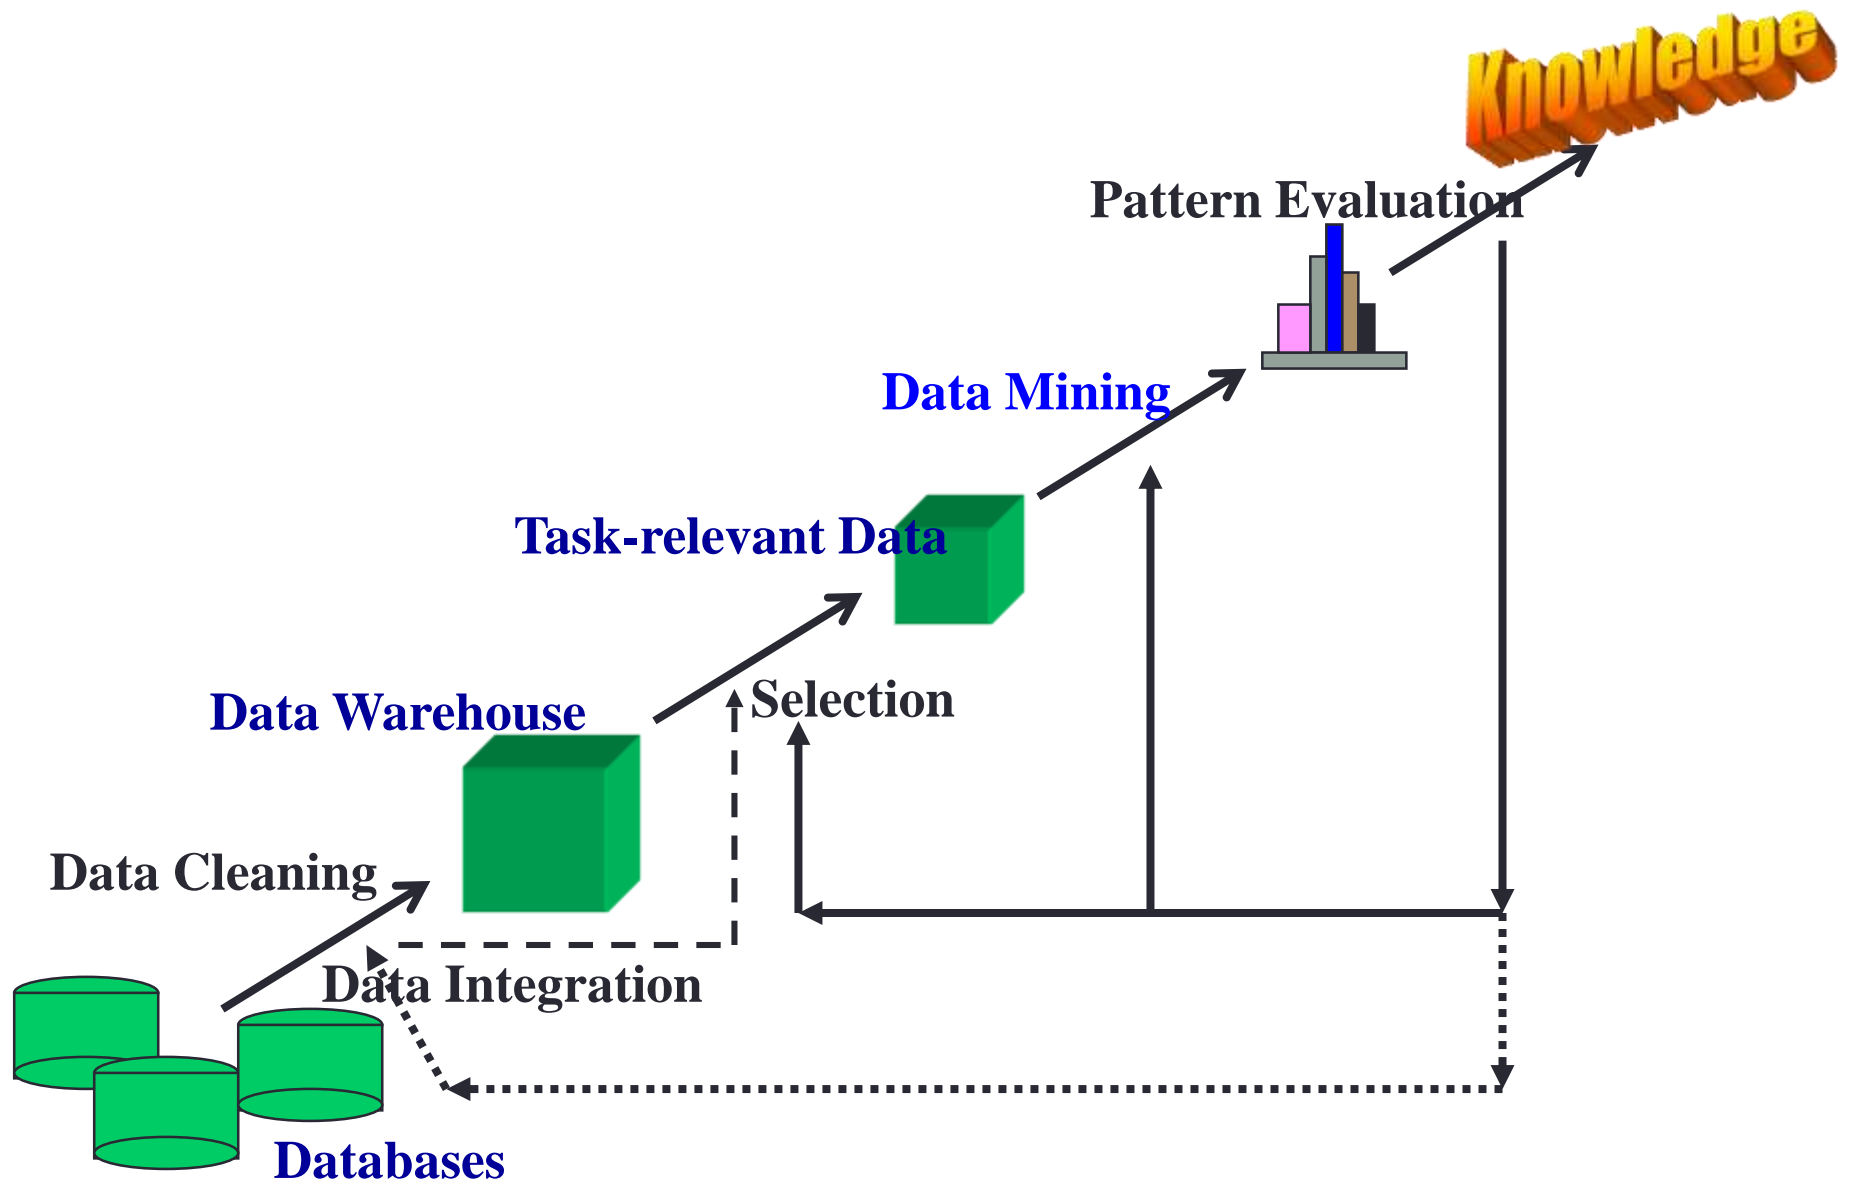 Knowledge
Pattern Evaluation
Data Mining
Task-relevant Data
Selection
Data Warehouse
Data Cleaning
Data Integration
Databases